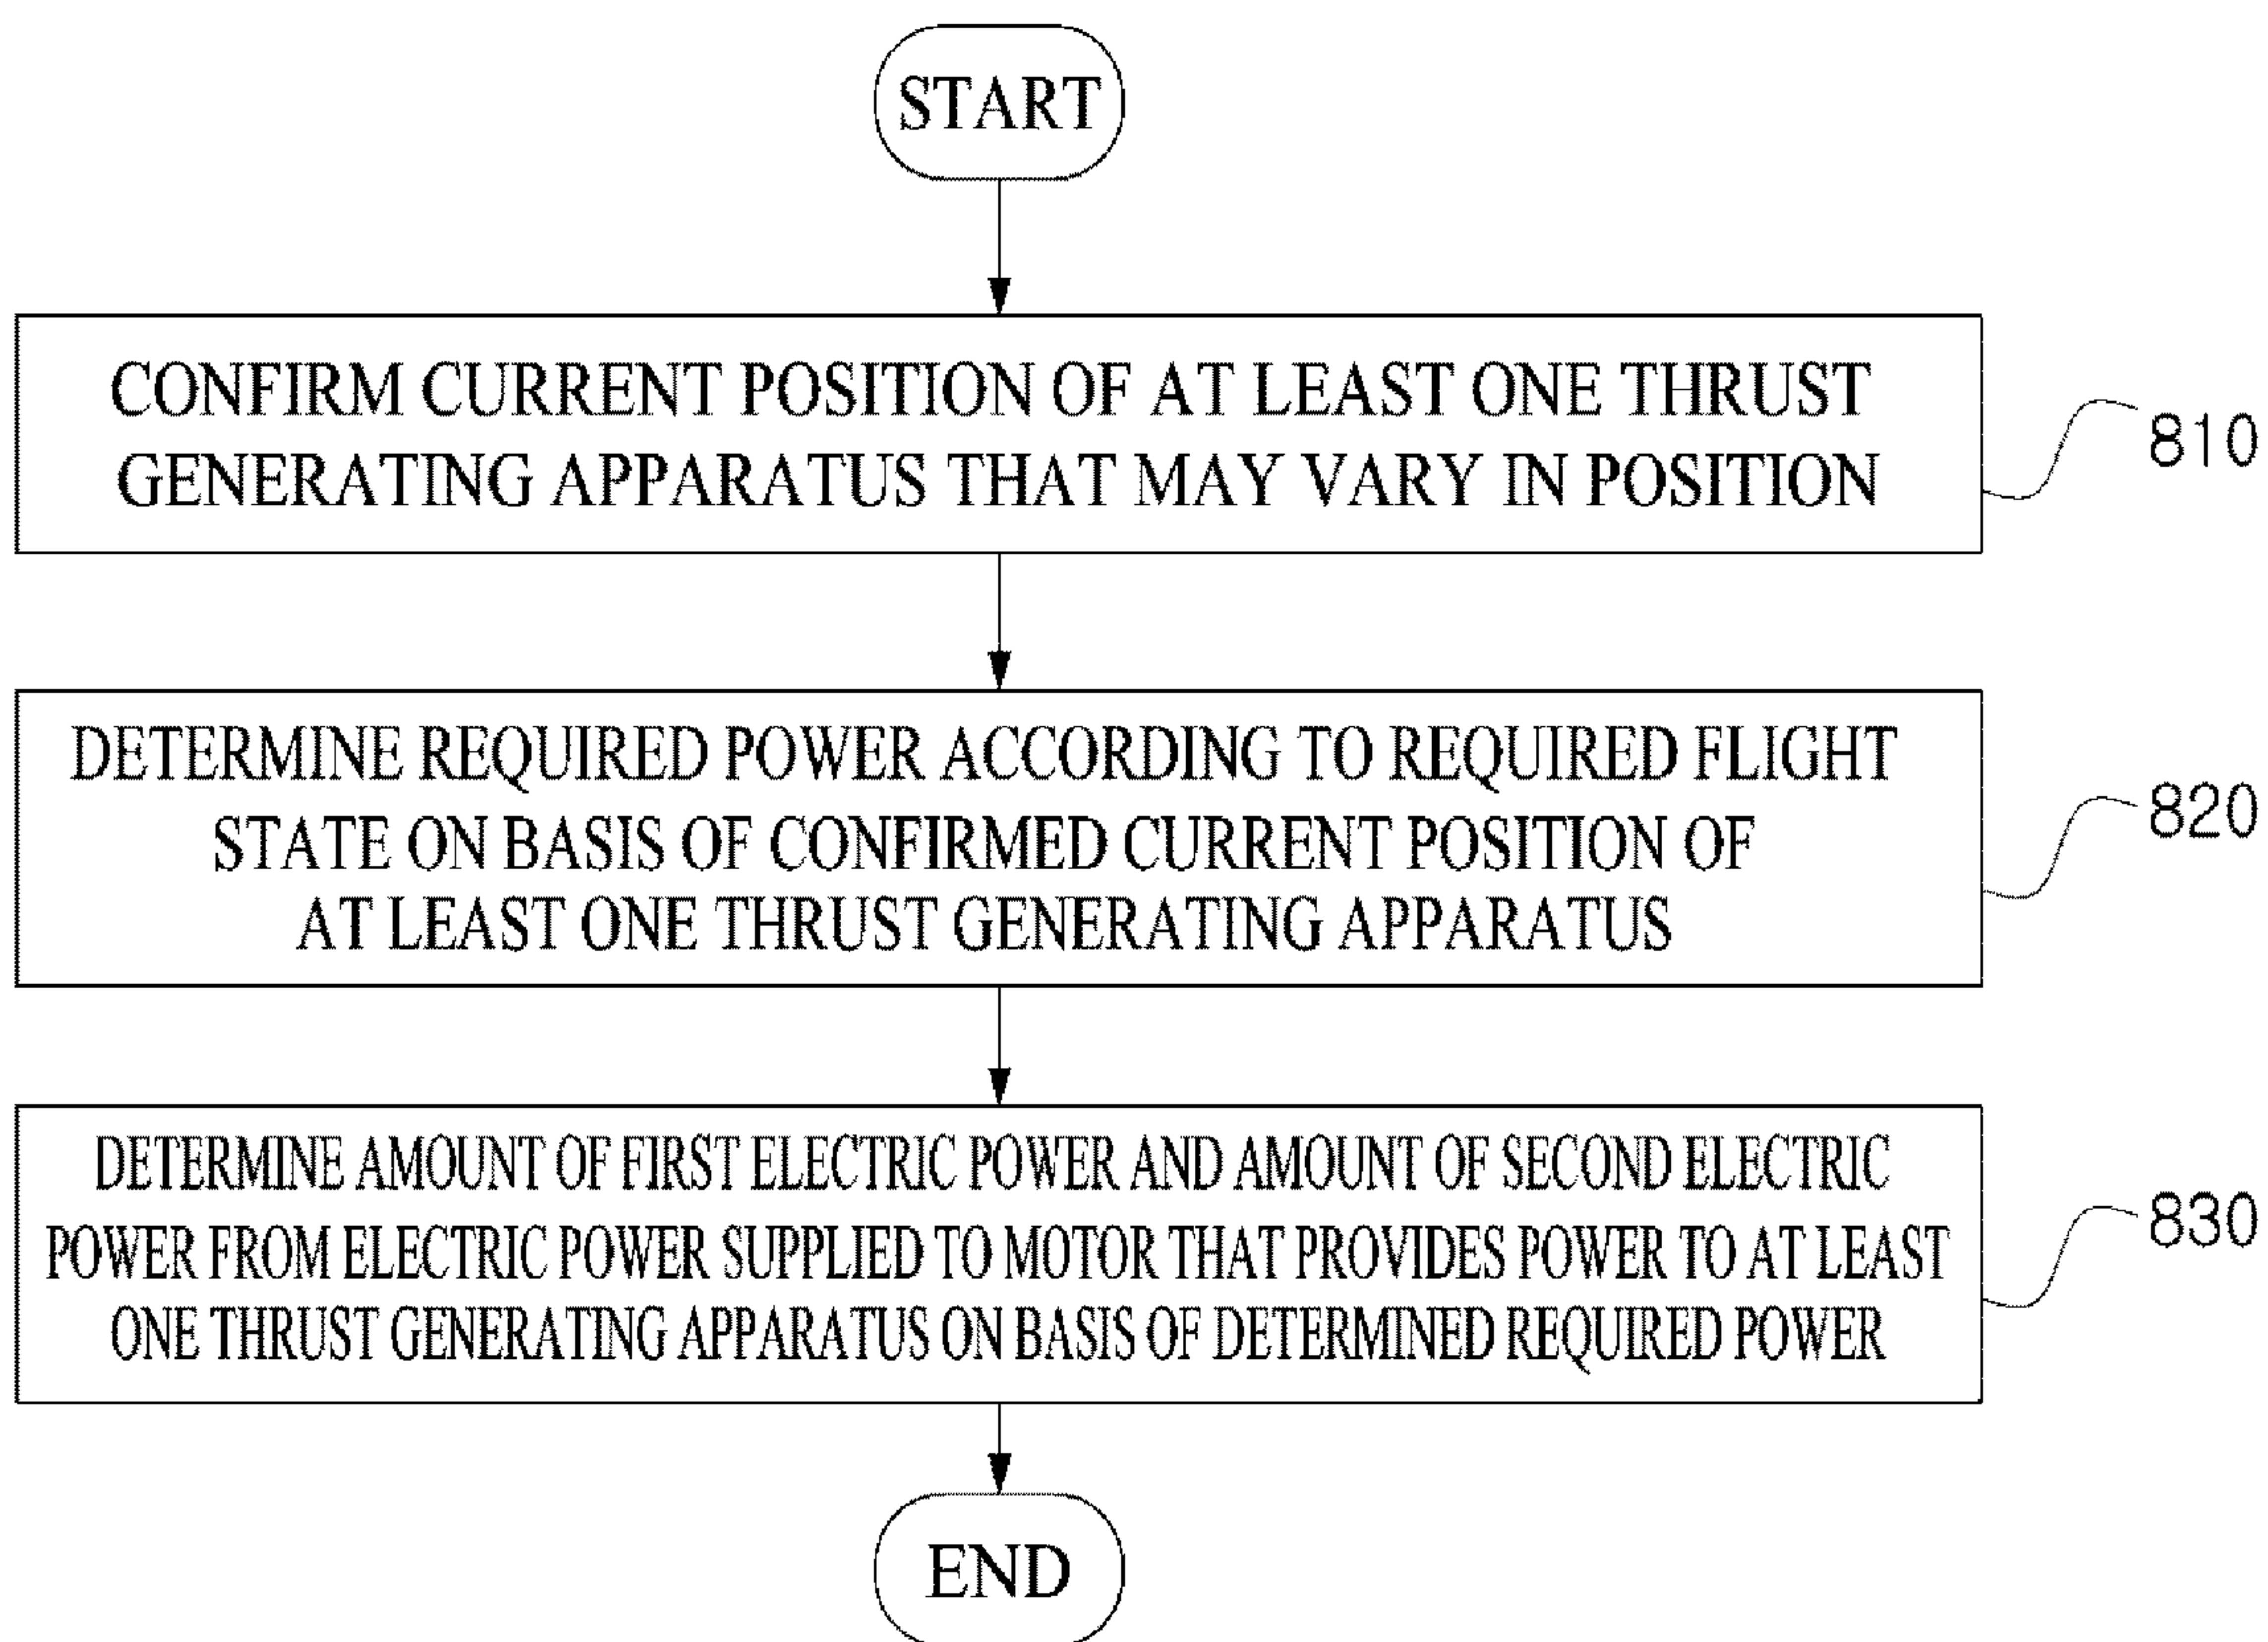 START
CONFIRM CURRENT POSITION OF AT LEAST ONE THRUST
GENERATING APPARATUS THAT MAY VARY IN POSITION
810
DETERMINE REQUIRED POWER ACCORDING TO REQUIRED FLIGHT
STATE ON BASIS OF CONFIRMED CURRENT POSITION OF
AT LEAST ONE THRUST GENERATING APPARATUS
820
DETERMINE AMOUNT OF FIRST ELECTRIC POWER AND AMOUNT OF SECOND ELECTRIC
POWER FROM ELECTRIC POWER SUPPLIED TO MOTOR THAT PROVIDES POWER TO AT LEAST
ONE THRUST GENERATING APPARATUS ON BASIS OF DETERMINED REQUIRED POWER
830
END